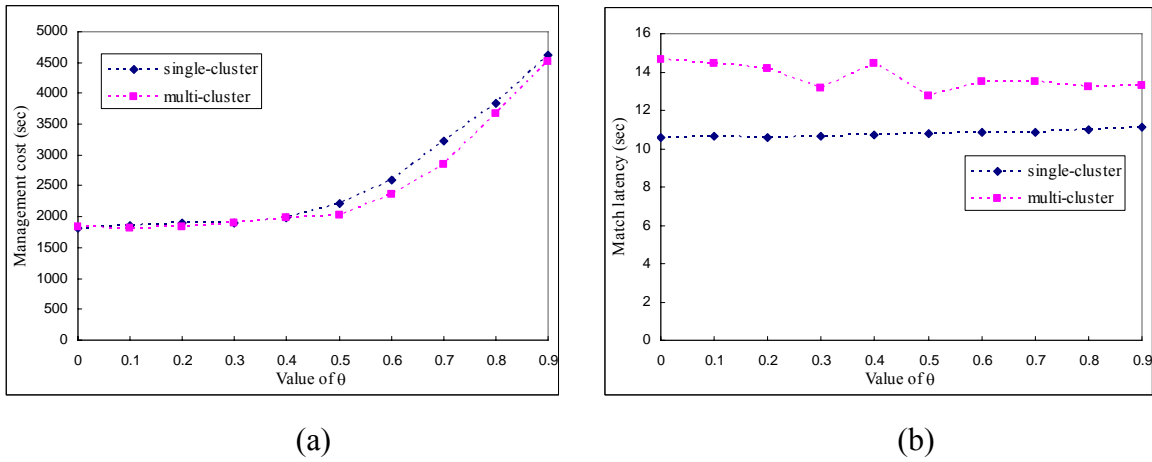 5000
4500
4000
3500
3000
2500
2000
1500
1000
500
0
Management cost (sec)
single-cluster
multi-cluster
0 0.1 0.2 0.3 0.4 0.5 0.6 0.7 0.8 0.9
Value of θ
(a)
16
14
12
10
8
6
4
2
0
Match latency (sec)
single-cluster
multi-cluster
0 0.1 0.2 0.3 0.4 0.5 0.6 0.7 0.8 0.9
Value of θ
(b)